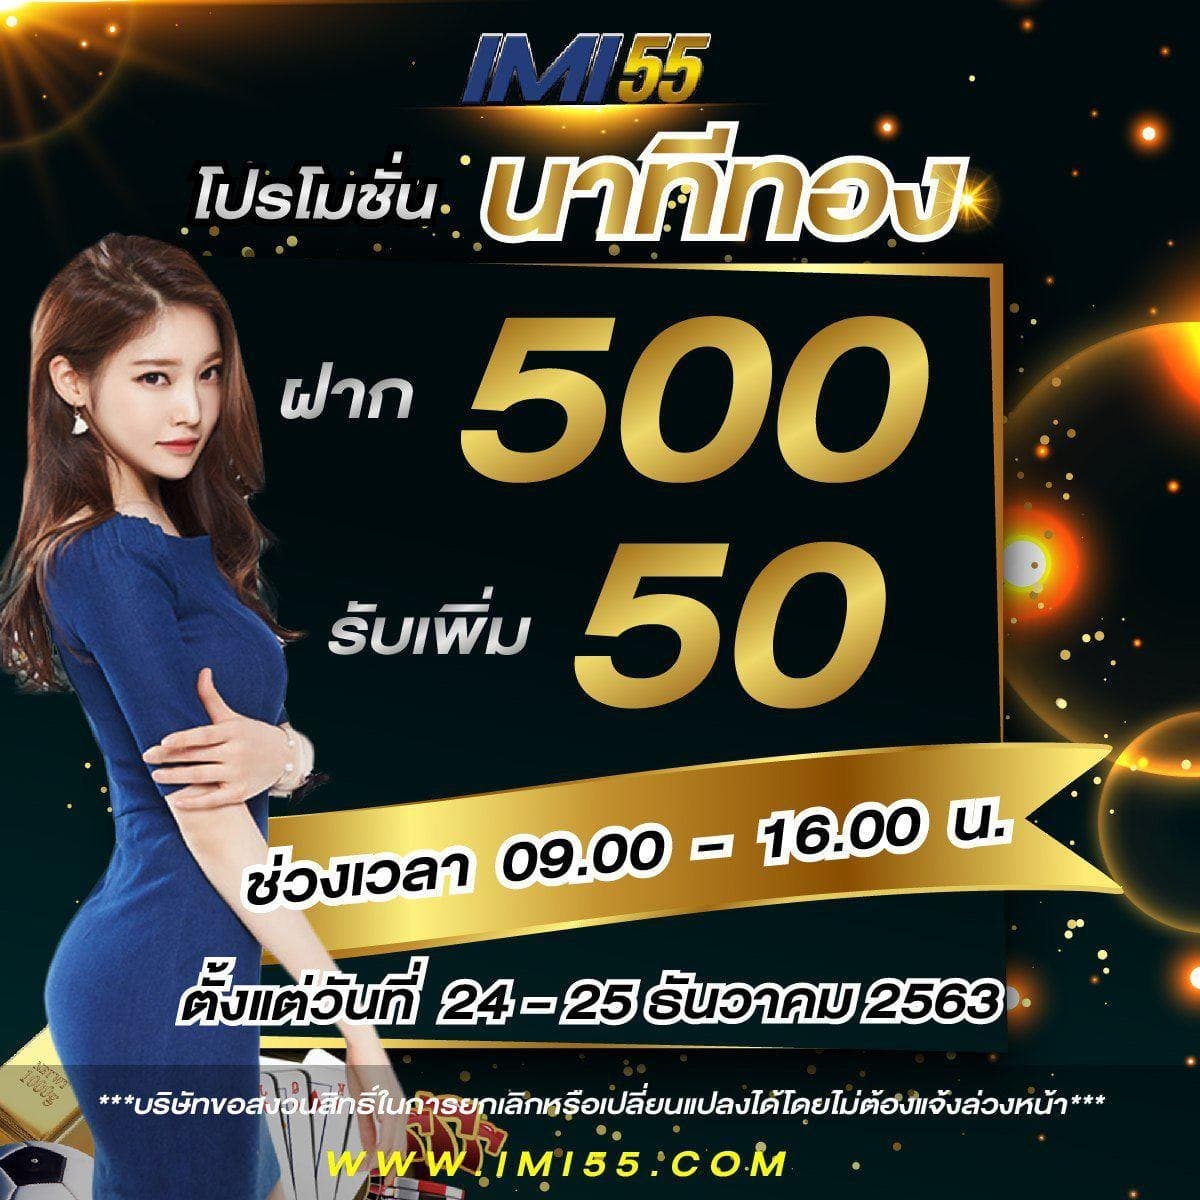 IMI55
โปรโมชั่น นาทีทอง
ฝาก 500
รับเพิ่ม 50
ช่วงเวลา 09.00 - 16.00 น.
ตั้งแต่วันที่ 24 - 25 ธันวาคม 2563
NET WT
1000g
***บริษัทขอสงวนสิทธิ์ในการยกเลิกหรือเปลี่ยนแปลงได้โดยไม่ต้องแจ้งล่วงหน้า***
WWW.IMI55.COM